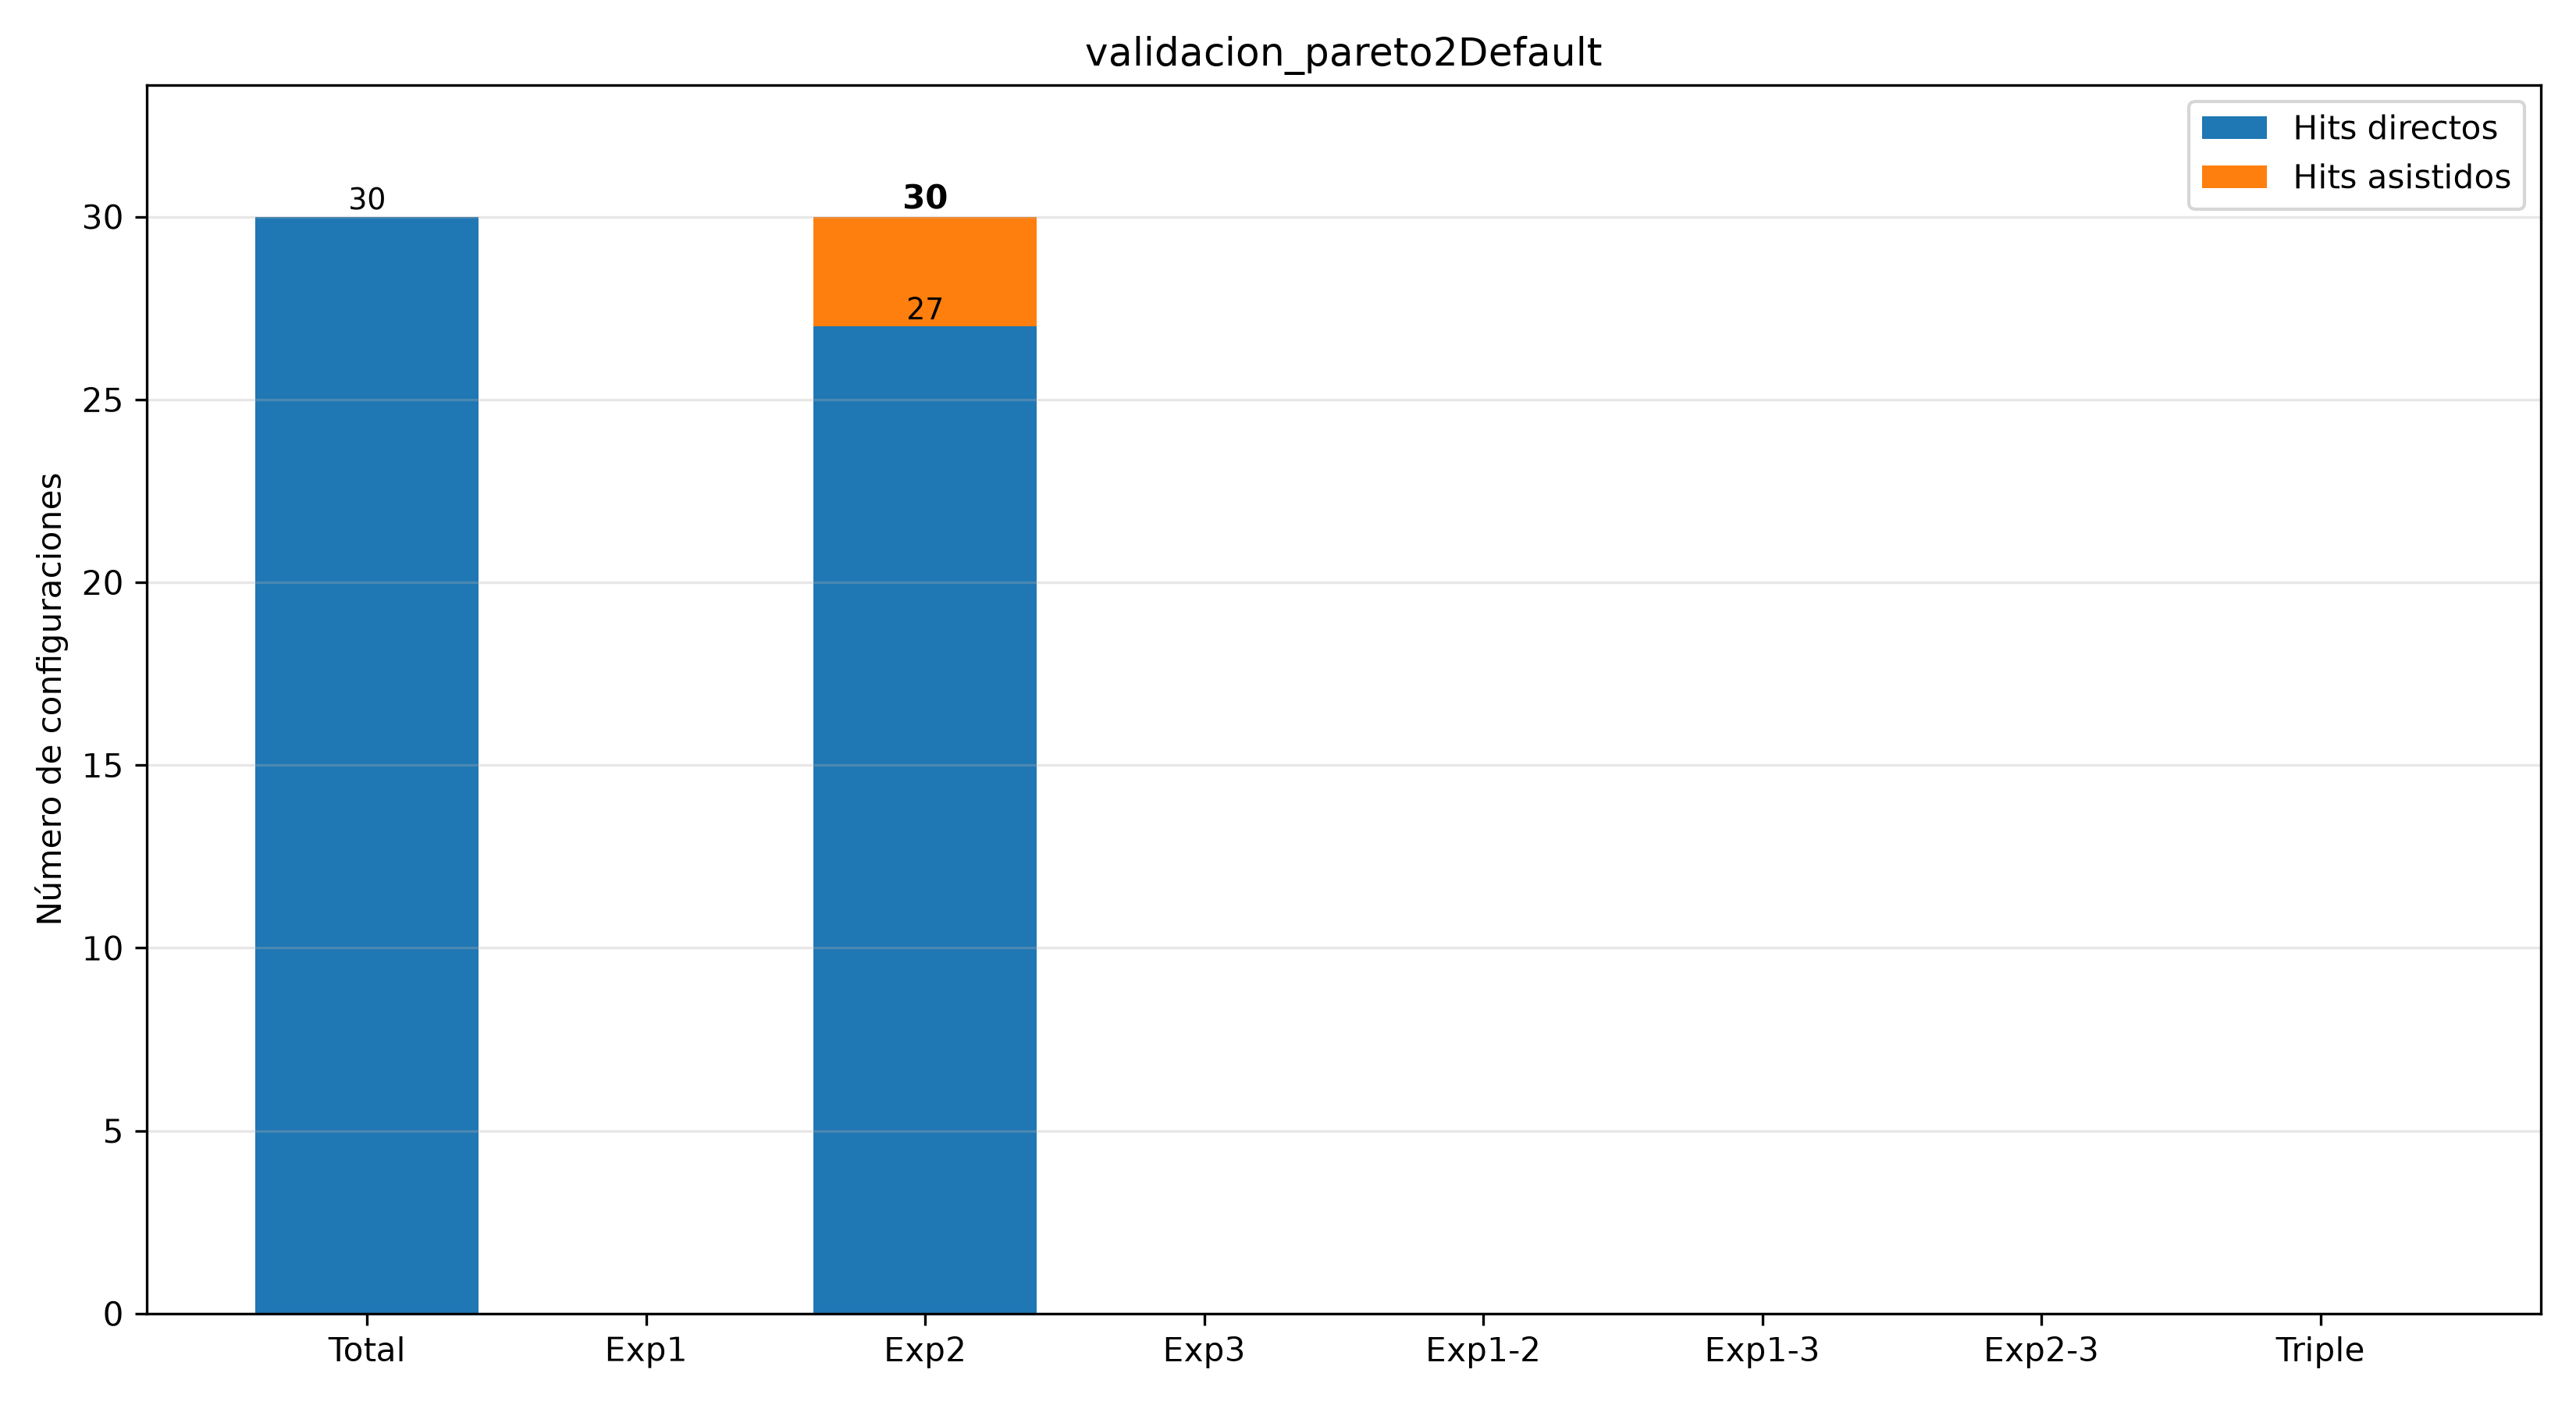 validacion_pareto2Default
Hits directos
Hits asistidos
30
30
27
Número de configuraciones
30
25
20
15
10
5
0
Total
Exp1
Exp2
Exp3
Exp1-2
Exp1-3
Exp2-3
Triple